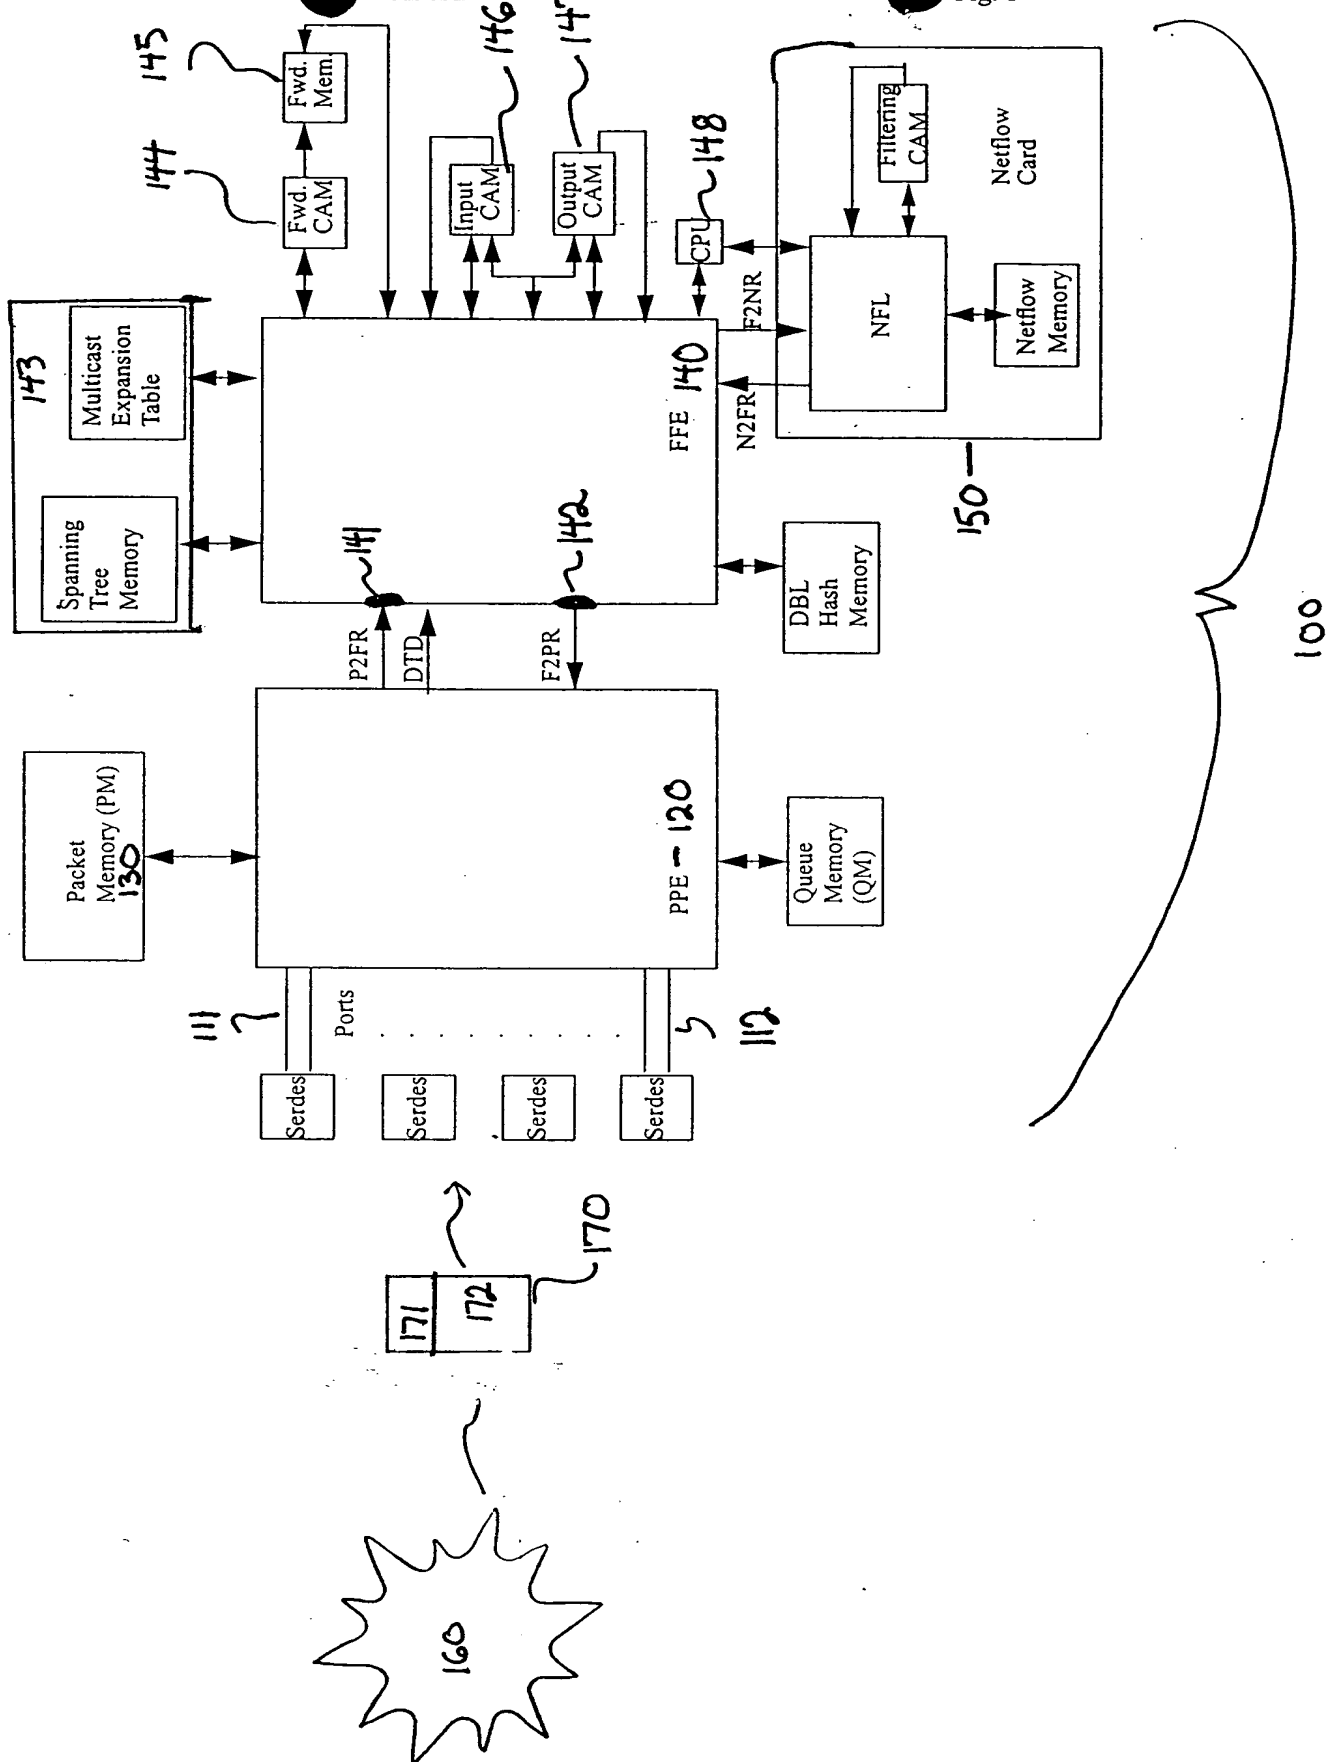 145
Fwd.
Mem.
144
Fwd.
CAM
146
Input
CAM
Output
CAM
148
CPU
143
Multicast
Expansion
Table
Spanning
Tree
Memory
FFE 140
141
142
P2FR
DTD
F2PR
F2NR
N2FR
NFL
Filtering
CAM
Netflow
Card
Netflow
Memory
150
DBL
Hash
Memory
Packet
Memory (PM)
130
PPE - 120
Queue
Memory
(QM)
111
Ports
112
Serdes
Serdes
Serdes
Serdes
171
172
170
160
100